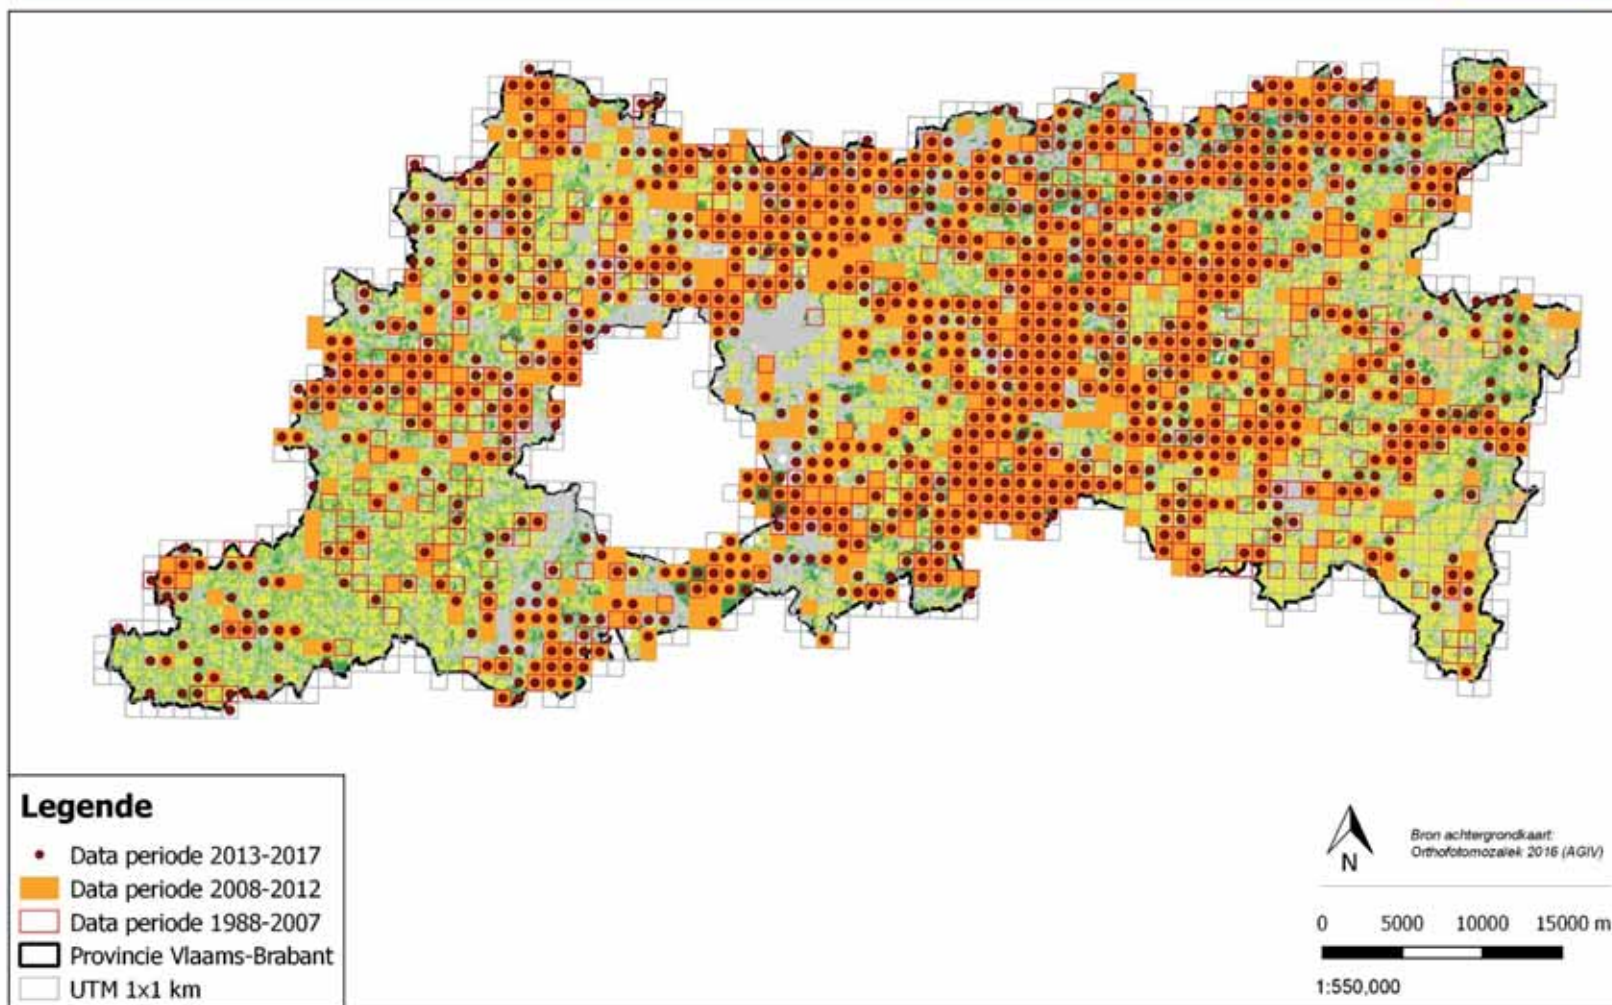 Legende
Data periode 2013-2017
Data periode 2008-2012
Data periode 1988-2007
Provincie Vlaams-Brabant
UTM 1x1 km
N
Bron achtergrondkaart:
Orthofotomozaïek 2016 (AGIV)
0 5000 10000 15000 m
1:550,000